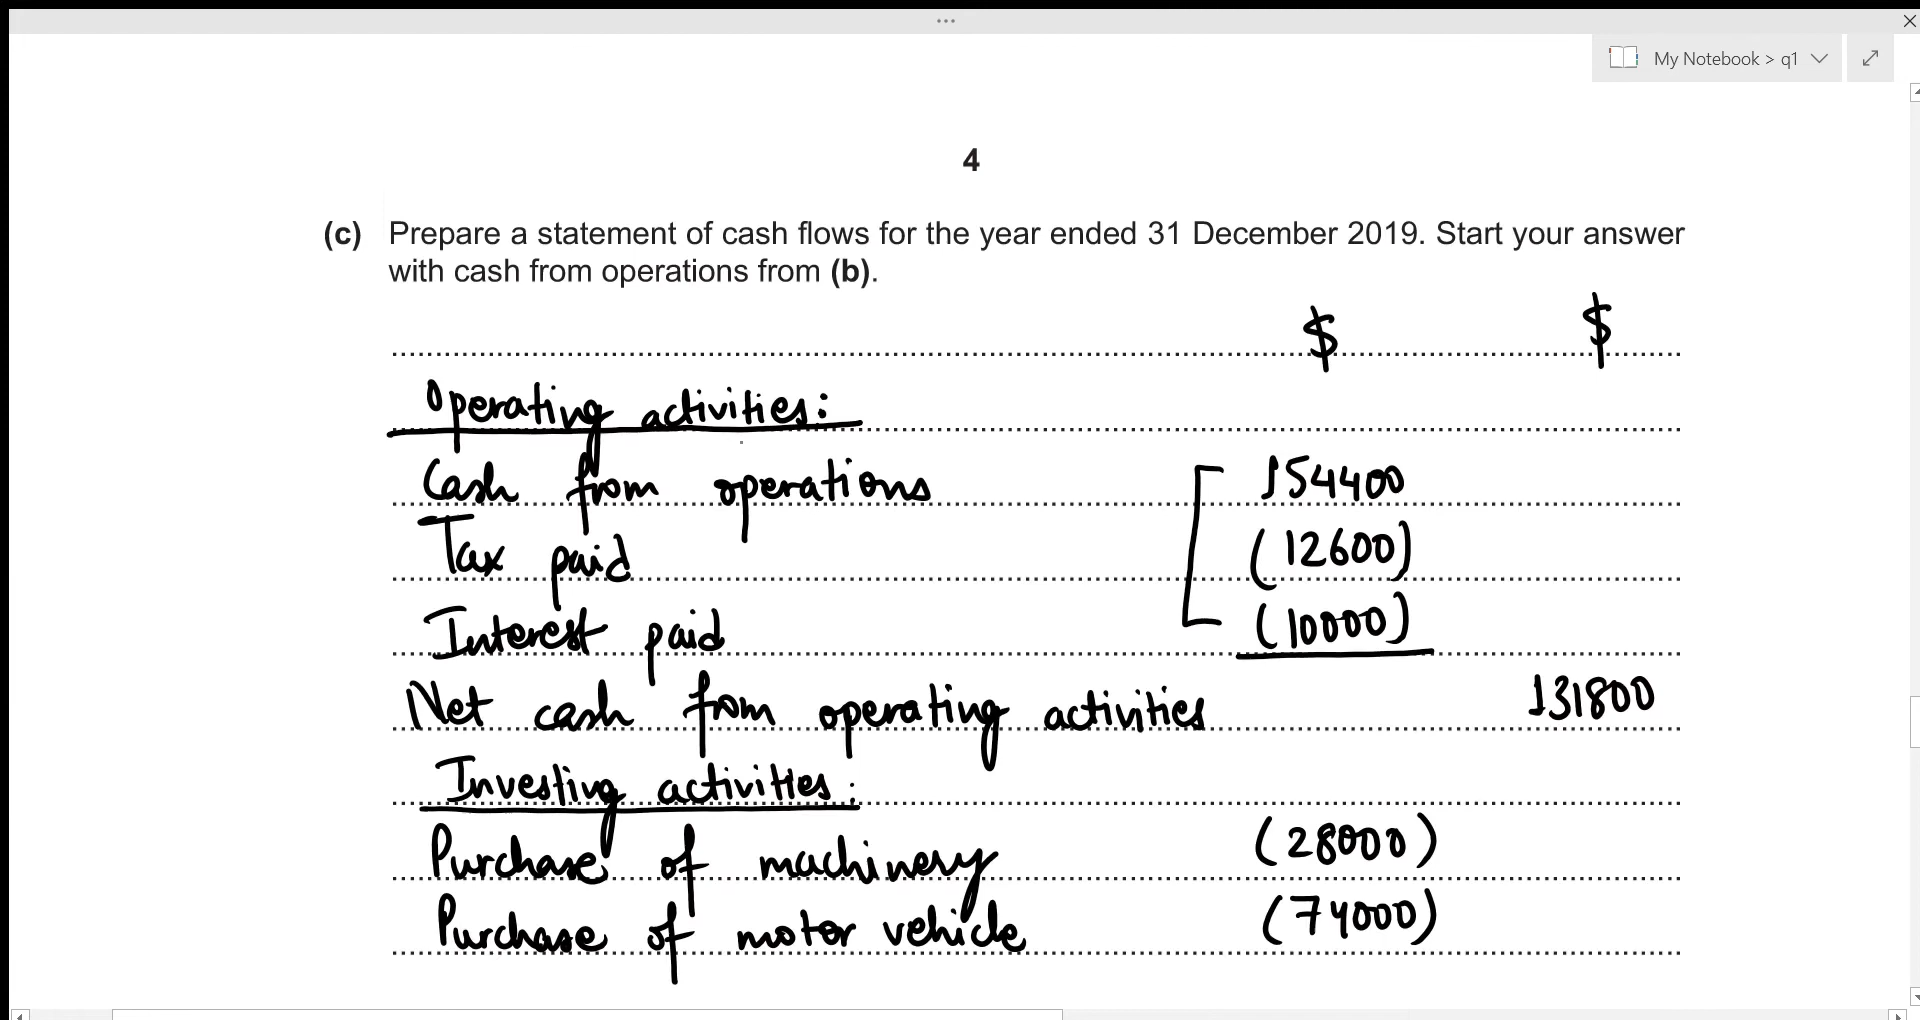 ...
My Notebook > q1
4
(c) Prepare a statement of cash flows for the year ended 31 December 2019. Start your answer
with cash from operations from (b).
$ $
Operating activities:
Cash from operations 154400
Tax paid (12600)
Interest paid (10000)
Net cash from operating activities 131800
Investing activities:
Purchase of machinery (28000)
Purchase of motor vehicle (74000)